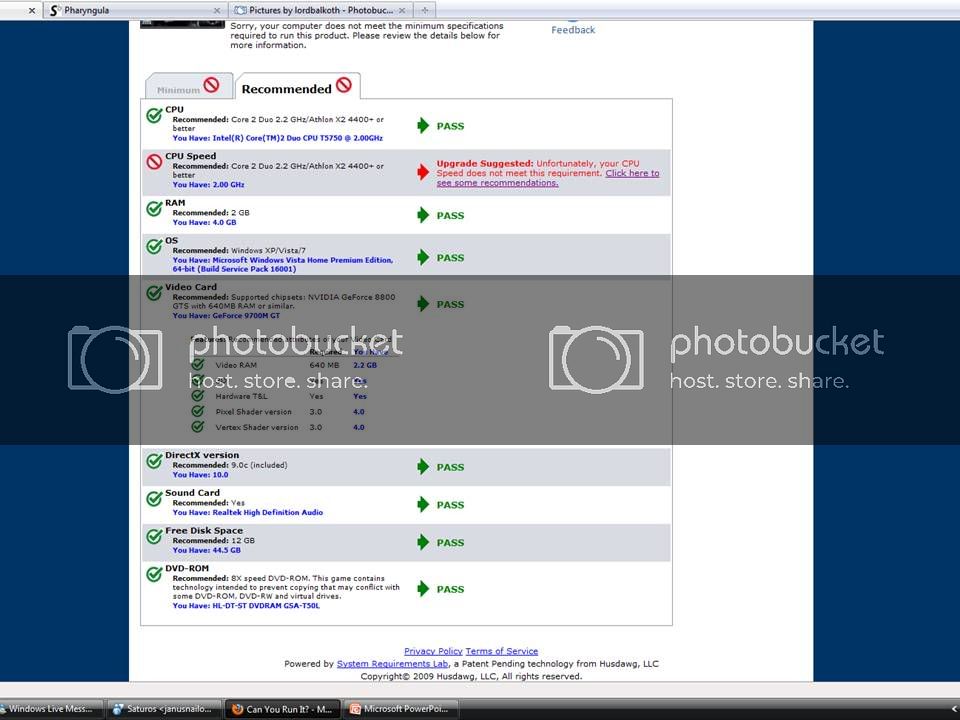 Pharyngula
Pictures by lordbalkoth - Photobuc...
Sorry, your computer does not meet the minimum specifications
required to run this product. Please review the details below for
more information.
Feedback
Minimum
Recommended
CPU
Recommended: Core 2 Duo 2.2 GHz/Athlon X2 4400+ or
better
You Have: Intel(R) Core(TM)2 Duo CPU T5750 @ 2.00GHz
PASS
CPU Speed
Recommended: Core 2 Duo 2.2 GHz/Athlon X2 4400+ or
better
You Have: 2.00 GHz
Upgrade Suggested: Unfortunately, your CPU
Speed does not meet this requirement. Click here to
see some recommendations.
RAM
Recommended: 2 GB
You Have: 4.0 GB
PASS
OS
Recommended: Windows XP/Vista/7
You Have: Microsoft Windows Vista Home Premium Edition,
64-bit (Build Service Pack 16001)
PASS
Video Card
Recommended: Supported chipsets: NVIDIA GeForce 8800
GTS with 640MB RAM or similar.
You Have: GeForce 9700M GT
PASS
Features: Recommended attributes of your Video Card
Required You Have
Video RAM 640 MB 2.2 GB
Yes
Hardware T&L Yes Yes
Pixel Shader version 3.0 4.0
Vertex Shader version 3.0 4.0
photobucket
host. store. share.
photobucket
host. store. share.
DirectX version
Recommended: 9.0c (included)
You Have: 10.0
PASS
Sound Card
Recommended: Yes
You Have: Realtek High Definition Audio
PASS
Free Disk Space
Recommended: 12 GB
You Have: 44.5 GB
PASS
DVD-ROM
Recommended: 8X speed DVD-ROM. This game contains
technology intended to prevent copying that may conflict with
some DVD-ROM, DVD-RW and virtual drives.
You Have: HL-DT-ST DVDRAM GSA-T50L
PASS
Privacy Policy Terms of Service
Powered by System Requirements Lab, a Patent Pending technology from Husdawg, LLC
Copyright© 2009 Husdawg, LLC, All rights reserved.
Windows Live Mess...
Saturos <janusnailo...
Can You Run It? - M...
Microsoft PowerPoi...